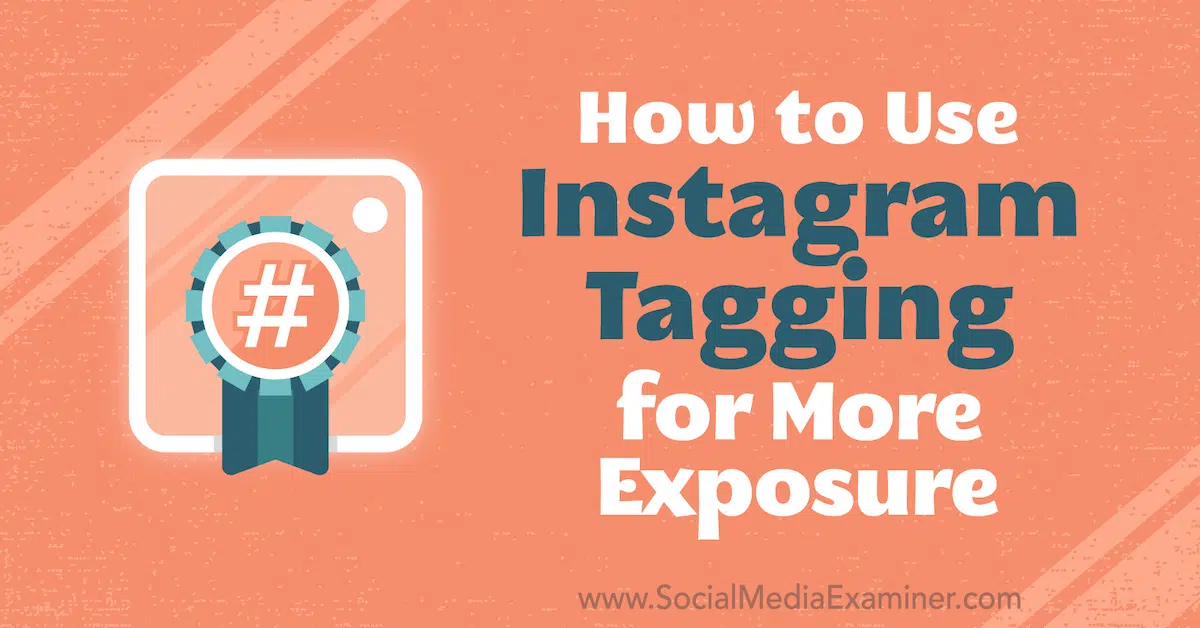 #
How to Use
Instagram
Tagging
for More
Exposure
www.SocialMediaExaminer.com